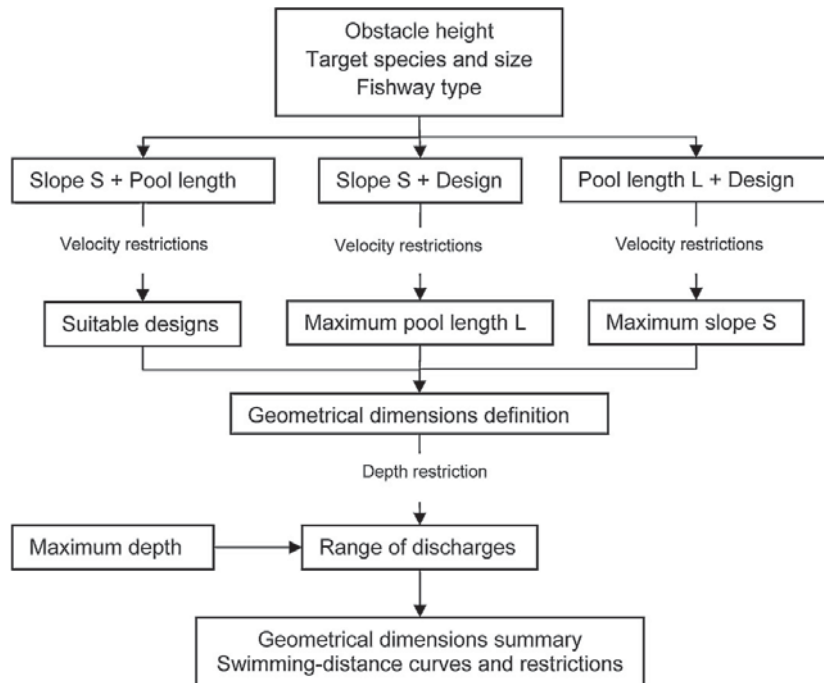 Obstacle height
Target species and size
Fishway type
Slope S + Pool length
Slope S + Design
Pool length L + Design
Velocity restrictions
Velocity restrictions
Velocity restrictions
Suitable designs
Maximum pool length L
Maximum slope S
Geometrical dimensions definition
Depth restriction
Maximum depth
Range of discharges
Geometrical dimensions summary
Swimming-distance curves and restrictions